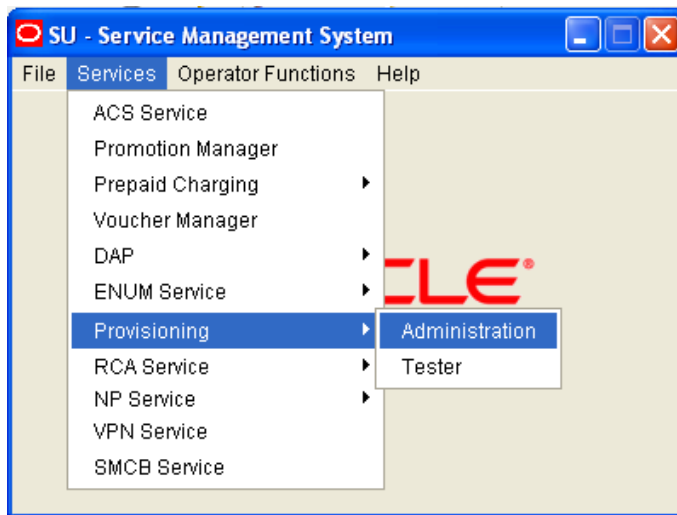 SU - Service Management System
File Services Operator Functions Help
ACS Service
Promotion Manager
Prepaid Charging
Voucher Manager
DAP
ENUM Service
Provisioning
Administration
RCA Service
Tester
NP Service
VPN Service
SMCB Service
CLE®